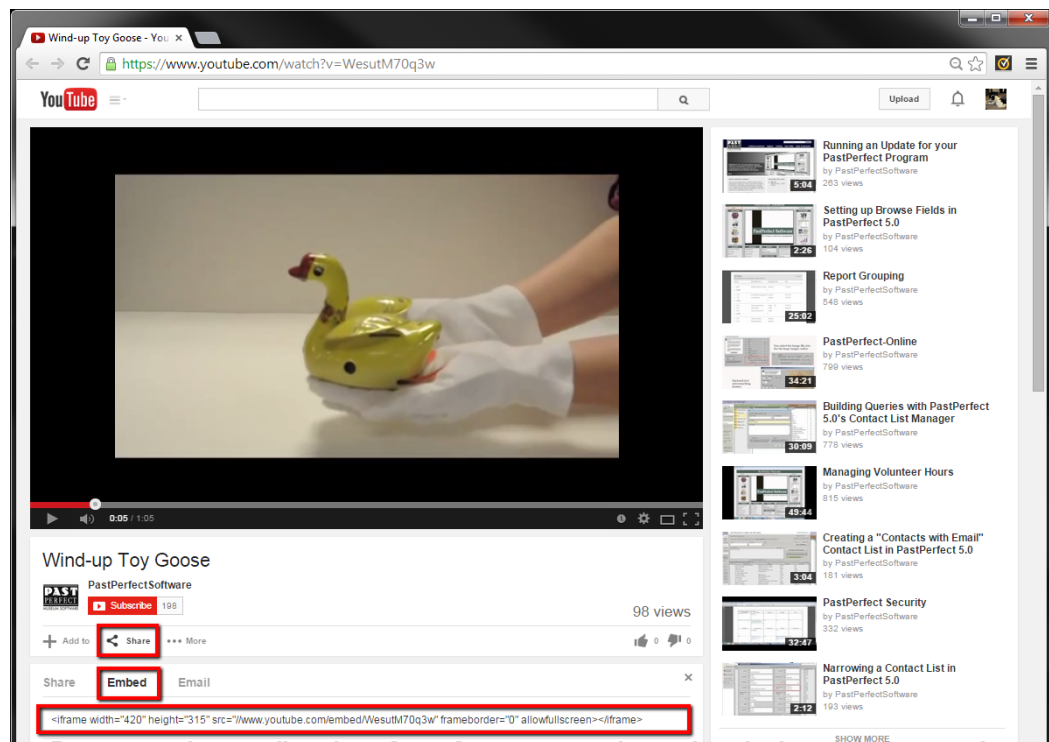 Wind-up Toy Goose - You
https://www.youtube.com/watch?v=WesutM70q3w
YouTube
Upload
0:05 / 1:05
Wind-up Toy Goose
PAST PERFECT
MUSEUM SOFTWARE
PastPerfectSoftware
Subscribe 198
98 views
Add to
Share
More
0 0
Share Embed Email
<iframe width="420" height="315" src="//www.youtube.com/embed/WesutM70q3w" frameborder="0" allowfullscreen></iframe>
5:04
Running an Update for your
PastPerfect Program
by PastPerfectSoftware
263 views
PastPerfect Software
2:26
Setting up Browse Fields in
PastPerfect 5.0
by PastPerfectSoftware
104 views
25:02
Report Grouping
by PastPerfectSoftware
548 views
34:21
PastPerfect-Online
by PastPerfectSoftware
799 views
30:09
Building Queries with PastPerfect
5.0's Contact List Manager
by PastPerfectSoftware
778 views
49:44
Managing Volunteer Hours
by PastPerfectSoftware
815 views
3:04
Creating a "Contacts with Email"
Contact List in PastPerfect 5.0
by PastPerfectSoftware
181 views
32:47
PastPerfect Security
by PastPerfectSoftware
332 views
2:12
Narrowing a Contact List in
PastPerfect 5.0
by PastPerfectSoftware
193 views
SHOW MORE